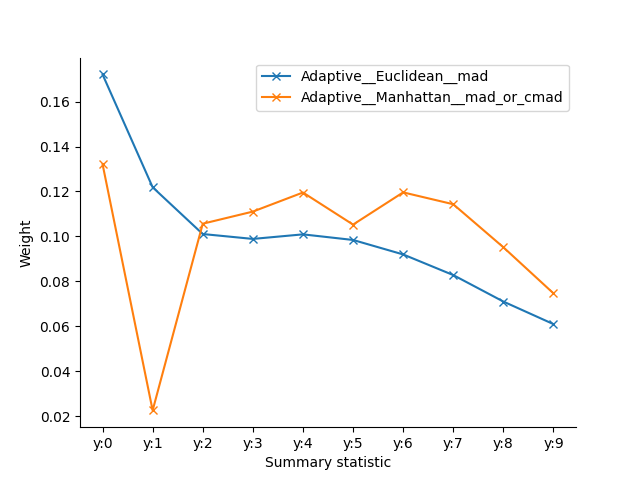 Adaptive__Euclidean__mad
Adaptive__Manhattan__mad_or_cmad
0.16
0.14
0.12
0.10
0.08
0.06
0.04
0.02
Weight
y:0 y:1 y:2 y:3 y:4 y:5 y:6 y:7 y:8 y:9
Summary statistic